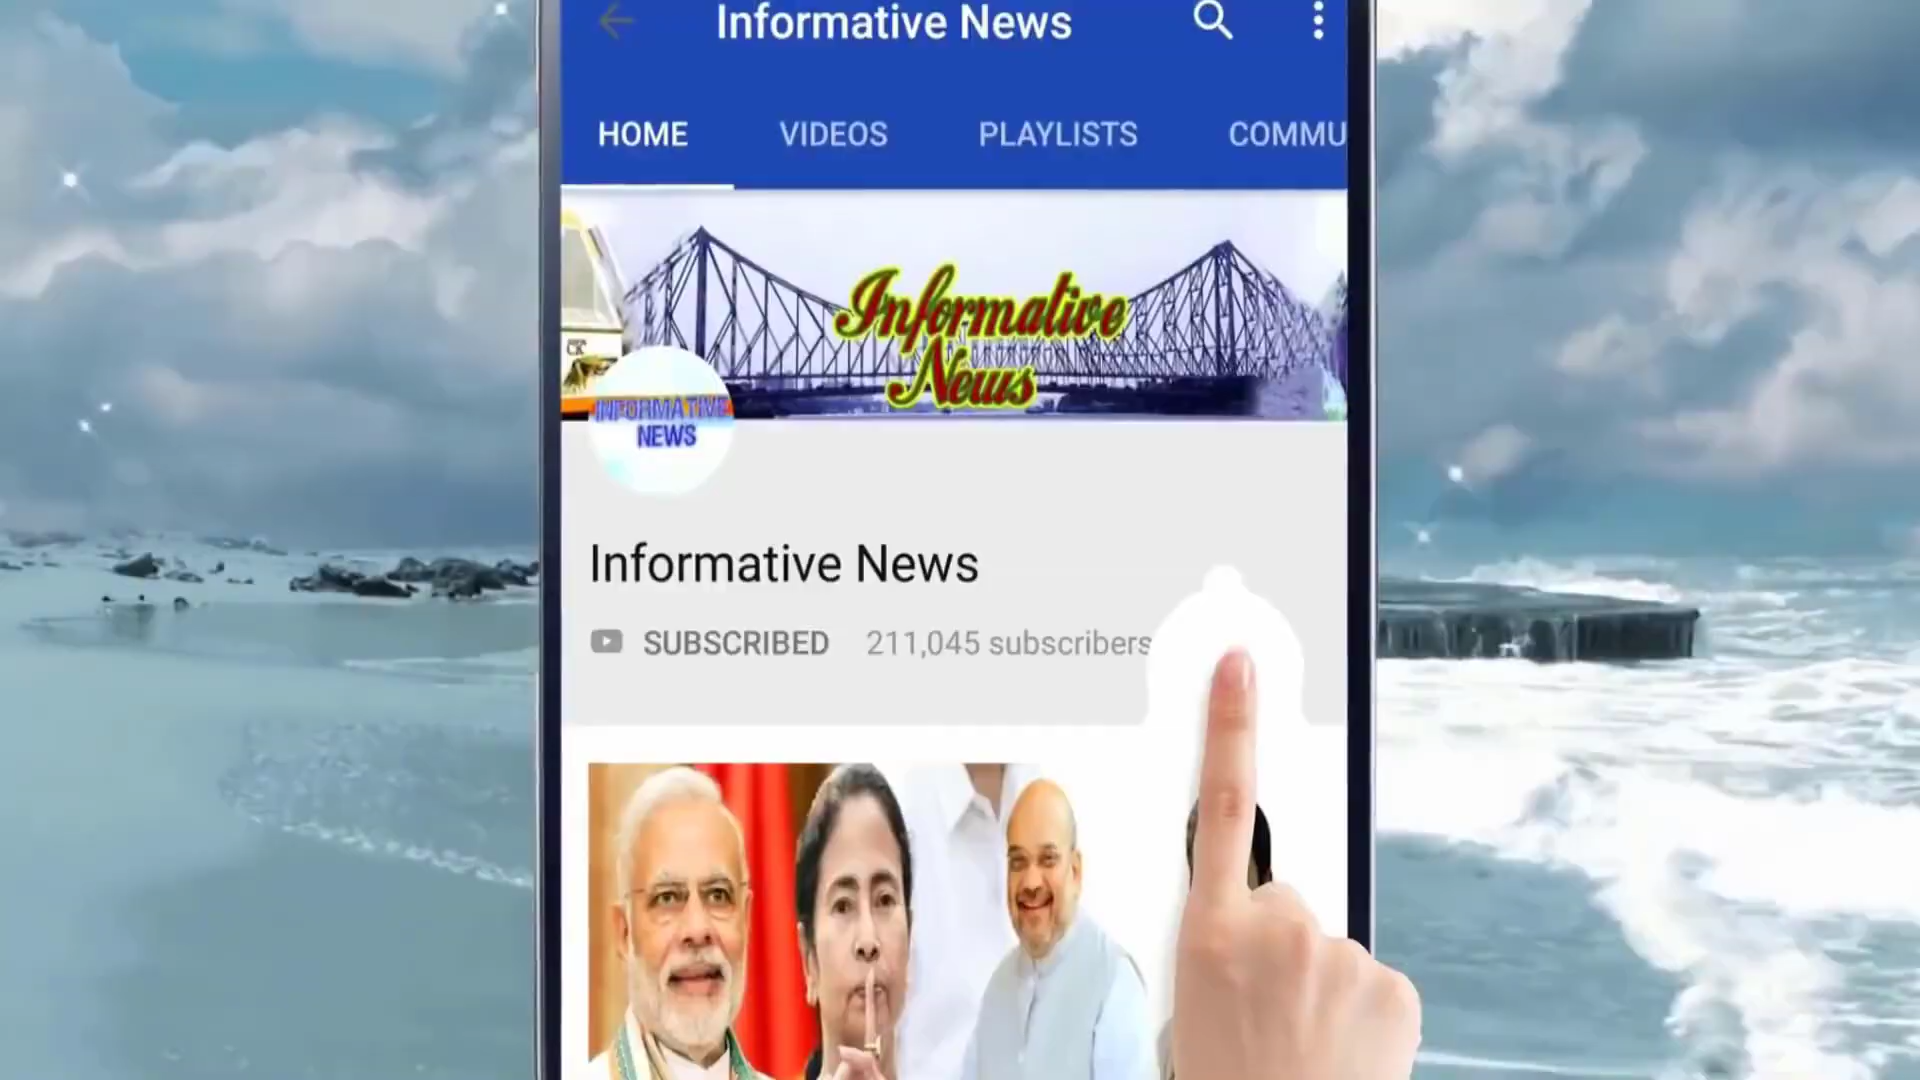 Informative News
HOME VIDEOS PLAYLISTS COMMU
Informative
News
INFORMATIVE
NEWS
Informative News
SUBSCRIBED 211,045 subscribers